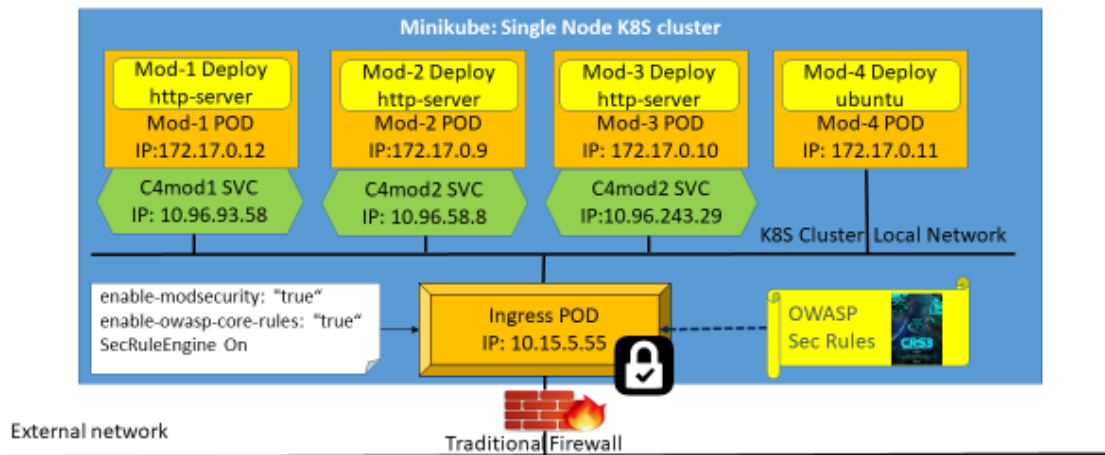 Minikube: Single Node K8S cluster
Mod-1 Deploy
http-server
Mod-1 POD
IP:172.17.0.12
Mod-2 Deploy
http-server
Mod-2 POD
IP:172.17.0.9
Mod-3 Deploy
http-server
Mod-3 POD
IP: 172.17.0.10
Mod-4 Deploy
ubuntu
Mod-4 POD
IP: 172.17.0.11
C4mod1 SVC
IP: 10.96.93.58
C4mod2 SVC
IP: 10.96.58.8
C4mod2 SVC
IP:10.96.243.29
K8S Cluster Local Network
enable-modsecurity: "true“
enable-owasp-core-rules: "true“
SecRuleEngine On
Ingress POD
IP: 10.15.5.55
OWASP
Sec Rules
CRS3
External network
Traditional Firewall